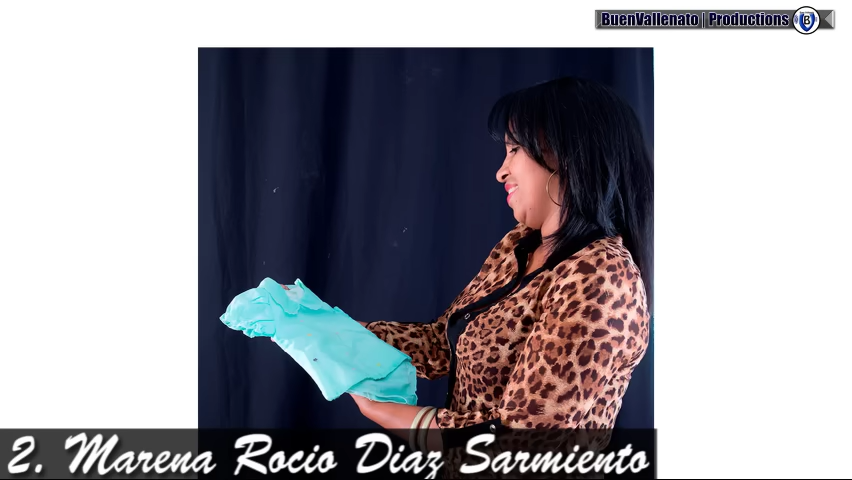 BuenVallenato | Productions B
2. Marena Rocio Diaz Sarmiento